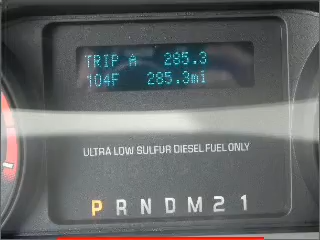 TRIP A 285.3
104F 285.3mi
ULTRA LOW SULFUR DIESEL FUEL ONLY
P R N D M 2 1